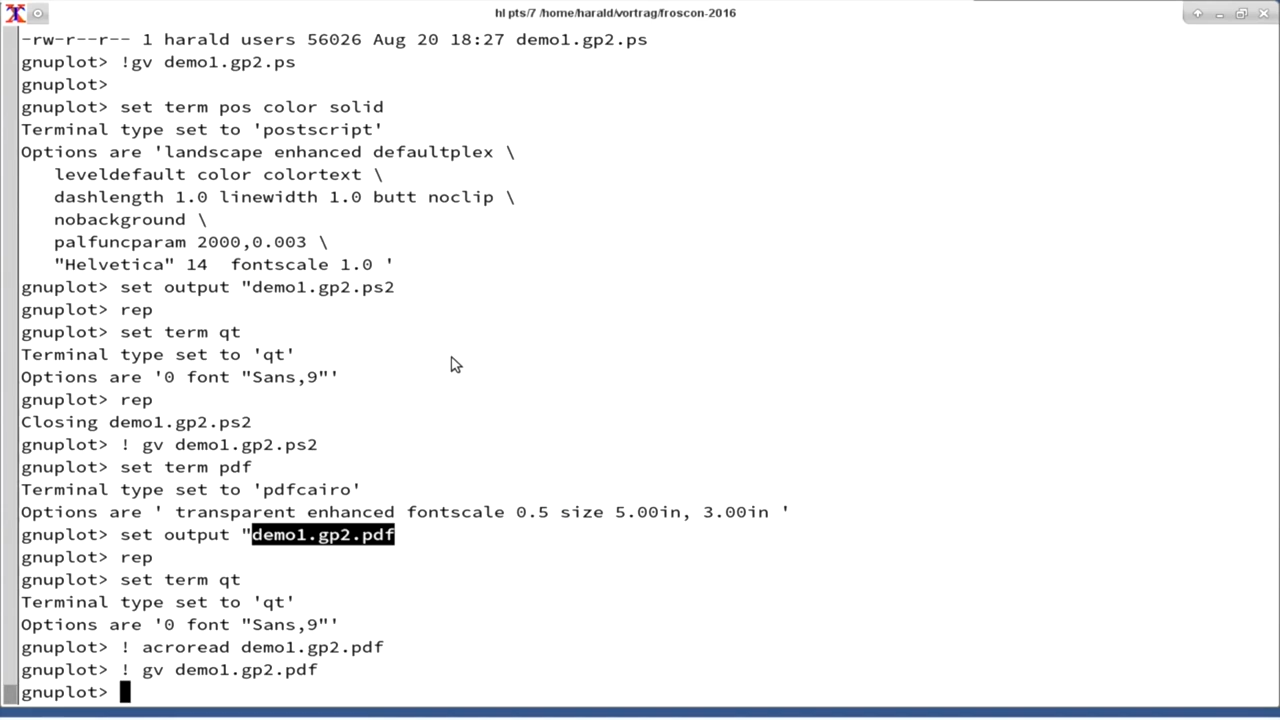 hl pts/7 /home/harald/vortrag/froscon-2016
-rw-r--r-- 1 harald users 56026 Aug 20 18:27 demo1.gp2.ps
gnuplot> !gv demo1.gp2.ps
gnuplot>
gnuplot> set term pos color solid
Terminal type set to 'postscript'
Options are 'landscape enhanced defaultplex \
   leveldefault color colortext \
   dashlength 1.0 linewidth 1.0 butt noclip \
   nobackground \
   palfuncparam 2000,0.003 \
   "Helvetica" 14  fontscale 1.0 '
gnuplot> set output "demo1.gp2.ps2
gnuplot> rep
gnuplot> set term qt
Terminal type set to 'qt'
Options are '0 font "Sans,9"'
gnuplot> rep
Closing demo1.gp2.ps2
gnuplot> ! gv demo1.gp2.ps2
gnuplot> set term pdf
Terminal type set to 'pdfcairo'
Options are ' transparent enhanced fontscale 0.5 size 5.00in, 3.00in '
gnuplot> set output "demo1.gp2.pdf
gnuplot> rep
gnuplot> set term qt
Terminal type set to 'qt'
Options are '0 font "Sans,9"'
gnuplot> ! acroread demo1.gp2.pdf
gnuplot> ! gv demo1.gp2.pdf
gnuplot>